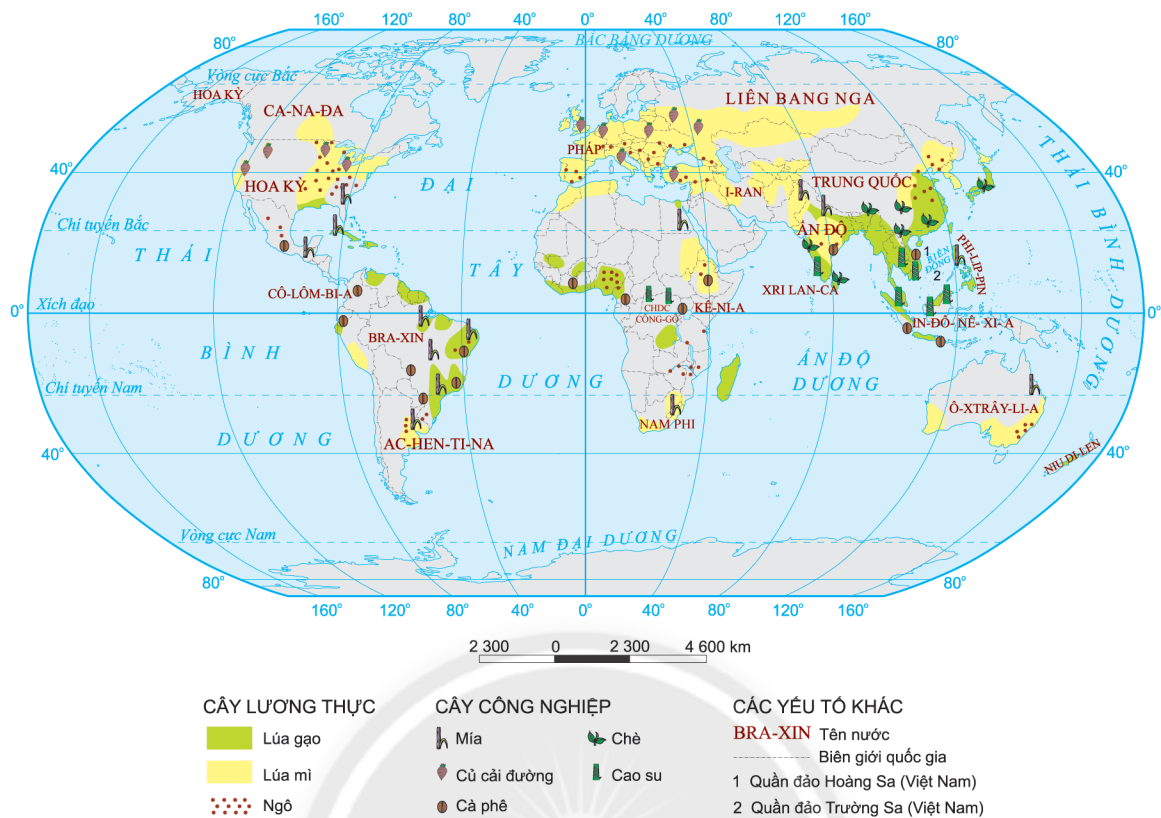 160° 120° 80° 40° 0° 40° 80° 120° 160°
80° 80°
BẮC BĂNG DƯƠNG
Vòng cực Bắc
HOA KỲ
CA-NA-ĐA
LIÊN BANG NGA
PHÁP
40° 40°
HOA KỲ
ĐẠI
I-RAN
TRUNG QUỐC
THÁI BÌNH DƯƠNG
Chí tuyến Bắc
ẤN ĐỘ
THÁI
TÂY
BIỂN ĐÔNG
1
2
PHI-LIP-PIN
CÔ-LÔM-BI-A
XRI LAN-CA
Xích đạo
0° 0°
CHDC
CÔNG-GÔ
KÊ-NI-A
IN-ĐÔ-NÊ-XI-A
BRA-XIN
BÌNH
ẤN ĐỘ
DƯƠNG
DƯƠNG
Chí tuyến Nam
Ô-XTRÂY-LI-A
NAM PHI
DƯƠNG
AC-HEN-TI-NA
40° 40°
NIU DI-LEN
Vòng cực Nam
NAM ĐẠI DƯƠNG
80° 80°
160° 120° 80° 40° 0° 40° 80° 120° 160°
2 300 0 2 300 4 600 km
CÂY LƯƠNG THỰC
Lúa gạo
Lúa mì
Ngô
CÂY CÔNG NGHIỆP
Mía
Củ cải đường
Cà phê
Chè
Cao su
CÁC YẾU TỐ KHÁC
BRA-XIN Tên nước
Biên giới quốc gia
1 Quần đảo Hoàng Sa (Việt Nam)
2 Quần đảo Trường Sa (Việt Nam)